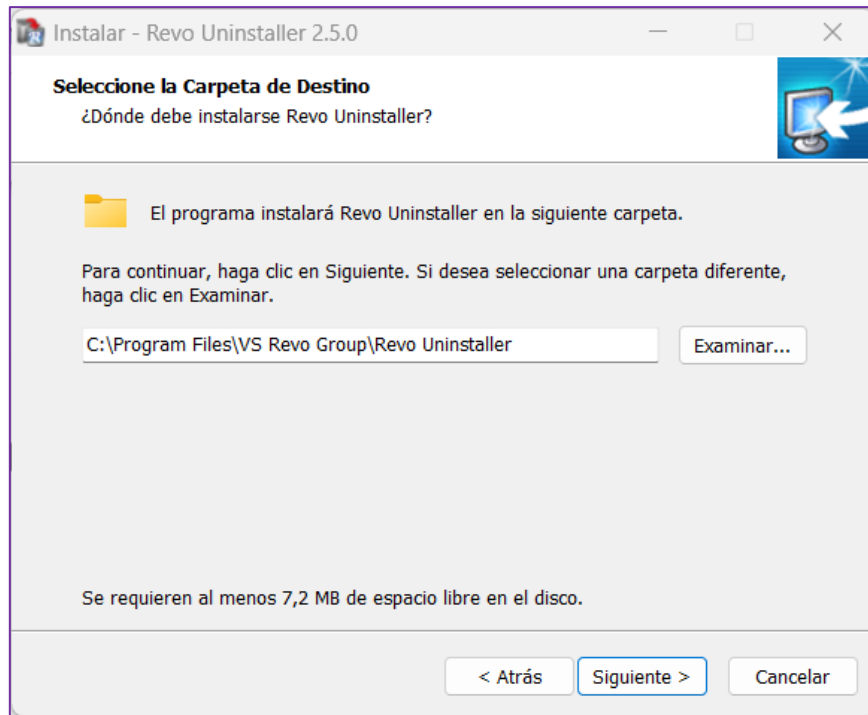 Instalar - Revo Uninstaller 2.5.0
Seleccione la Carpeta de Destino
¿Dónde debe instalarse Revo Uninstaller?
El programa instalará Revo Uninstaller en la siguiente carpeta.
Para continuar, haga clic en Siguiente. Si desea seleccionar una carpeta diferente,
haga clic en Examinar.
C:\Program Files\VS Revo Group\Revo Uninstaller
Examinar...
Se requieren al menos 7,2 MB de espacio libre en el disco.
< Atrás
Siguiente >
Cancelar